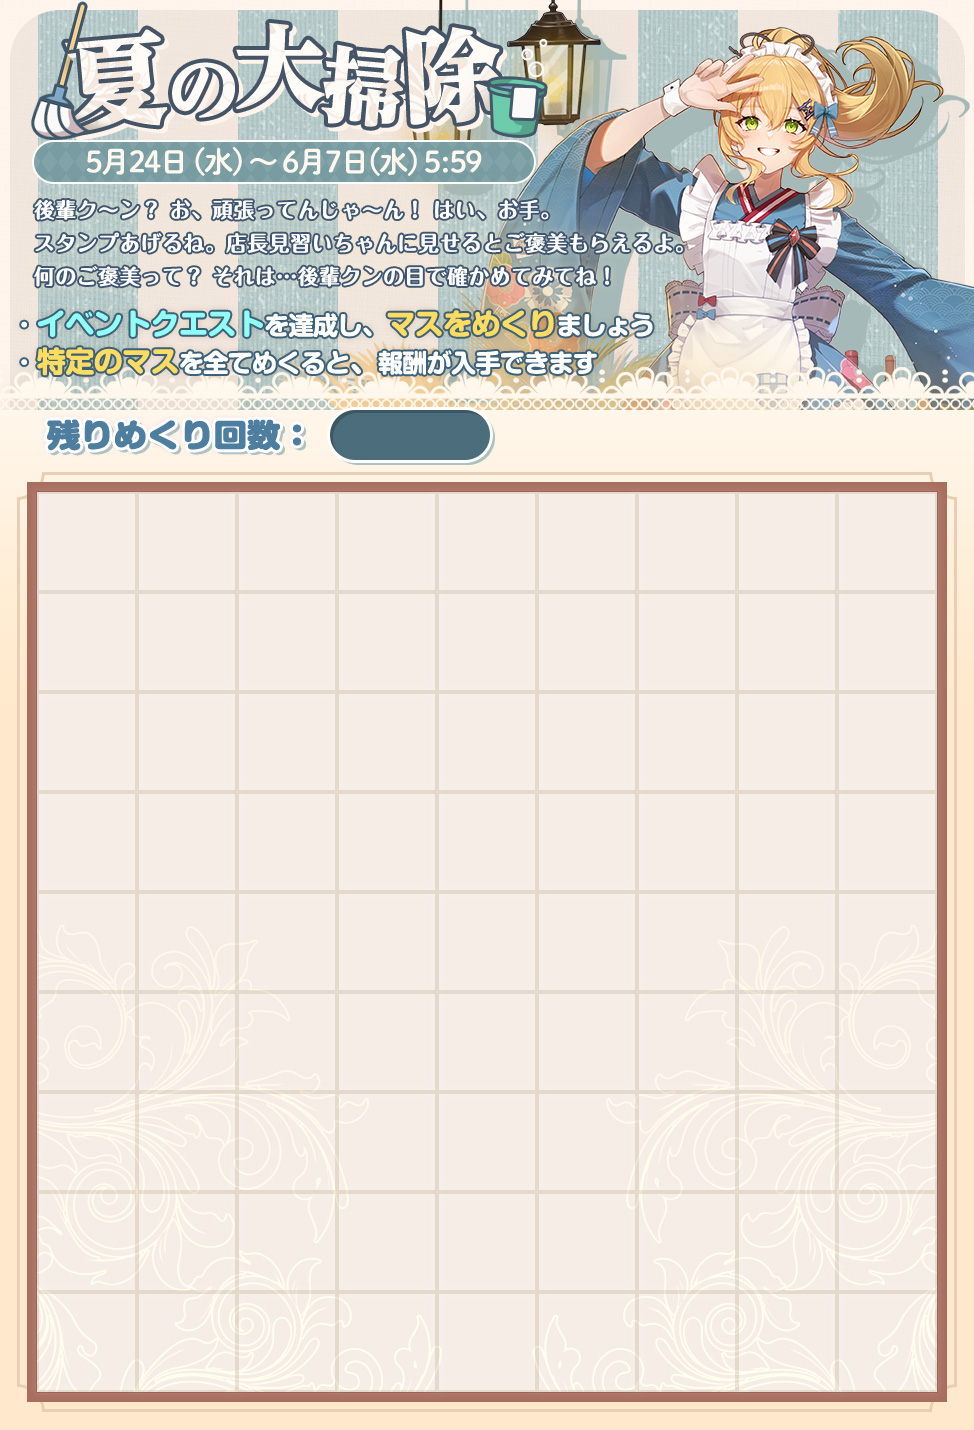 夏の大掃除
5月24日（水）～6月7日（水）5:59
後輩ク～ン？ お、頑張ってんじゃ～ん！ はい、お手。
スタンプあげるね。店長見習いちゃんに見せるとご褒美もらえるよ。
何のご褒美って？ それは…後輩クンの目で確かめてみてね！
・イベントクエストを達成し、マスをめくりましょう
・特定のマスを全てめくると、報酬が入手できます
残りめくり回数：